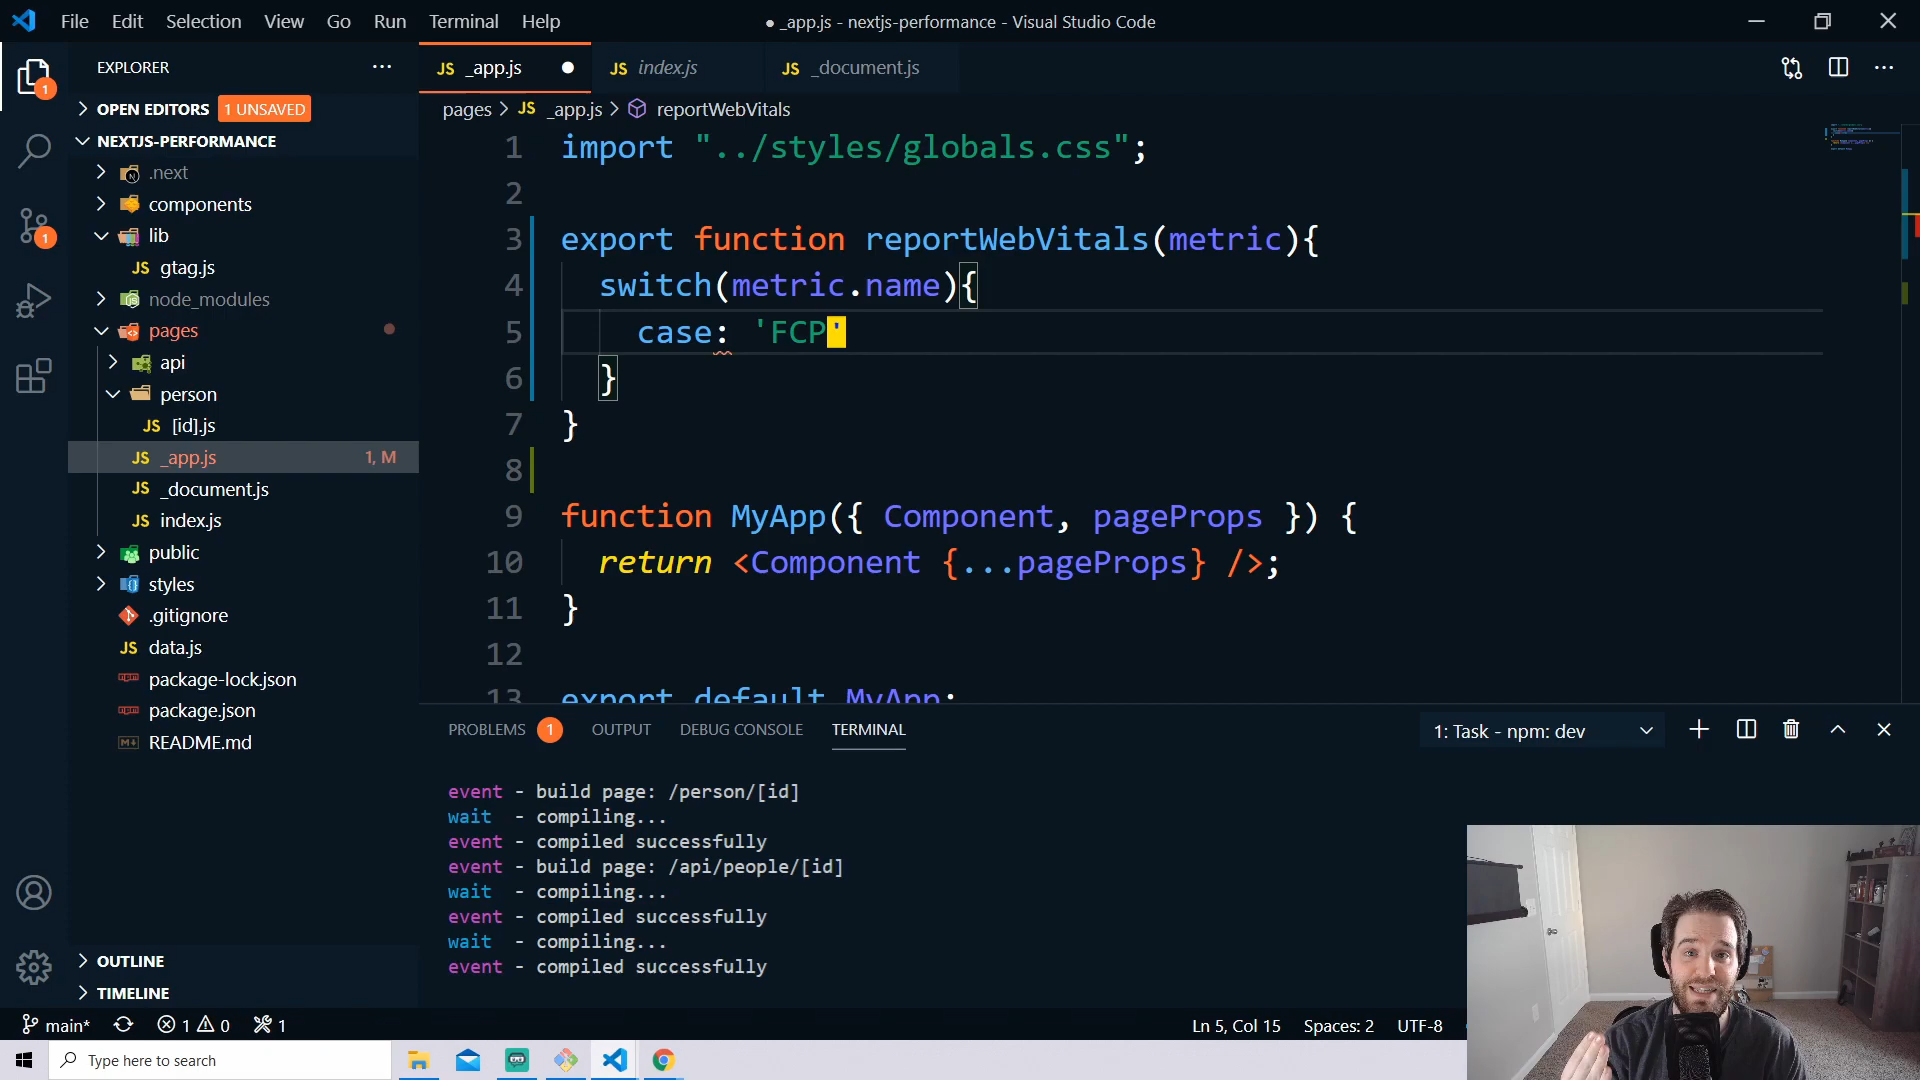 File Edit Selection View Go Run Terminal Help
● _app.js - nextjs-performance - Visual Studio Code
EXPLORER
OPEN EDITORS 1 UNSAVED
NEXTJS-PERFORMANCE
.next
components
lib
JS gtag.js
node_modules
pages
api
person
JS [id].js
JS _app.js 1, M
JS _document.js
JS index.js
public
styles
.gitignore
JS data.js
package-lock.json
package.json
README.md
OUTLINE
TIMELINE
JS _app.js ● JS index.js JS _document.js
pages > JS _app.js > reportWebVitals
1 import "../styles/globals.css";
2
3 export function reportWebVitals(metric){
4 switch(metric.name){
5 case: 'FCP'
6 }
7 }
8
9 function MyApp({ Component, pageProps }) {
10 return <Component {...pageProps} />;
11 }
12
13 export default MyApp;
PROBLEMS 1 OUTPUT DEBUG CONSOLE TERMINAL
1: Task - npm: dev
event - build page: /person/[id]
wait - compiling...
event - compiled successfully
event - build page: /api/people/[id]
wait - compiling...
event - compiled successfully
wait - compiling...
event - compiled successfully
main* 1 0 1
Ln 5, Col 15 Spaces: 2 UTF-8
Type here to search